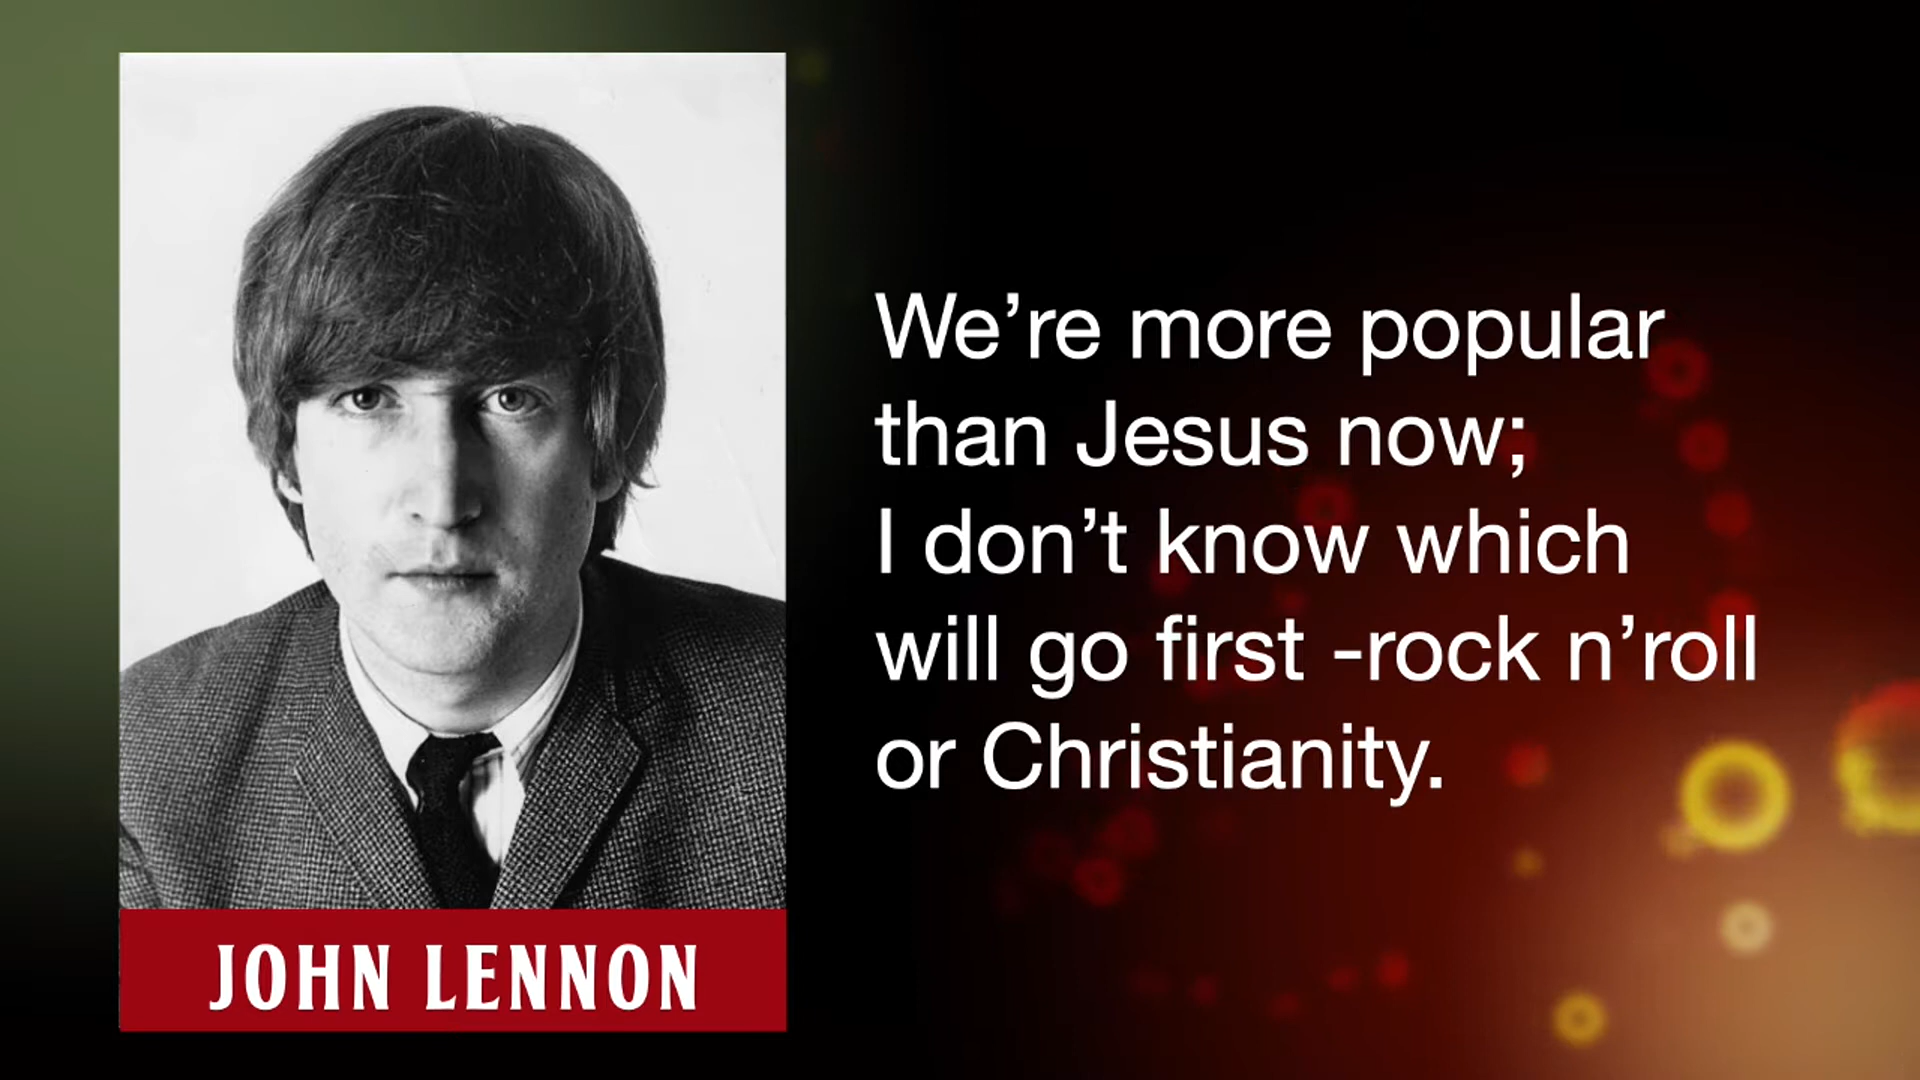 We’re more popular
than Jesus now;
I don’t know which
will go first -rock n’roll
or Christianity.
JOHN LENNON